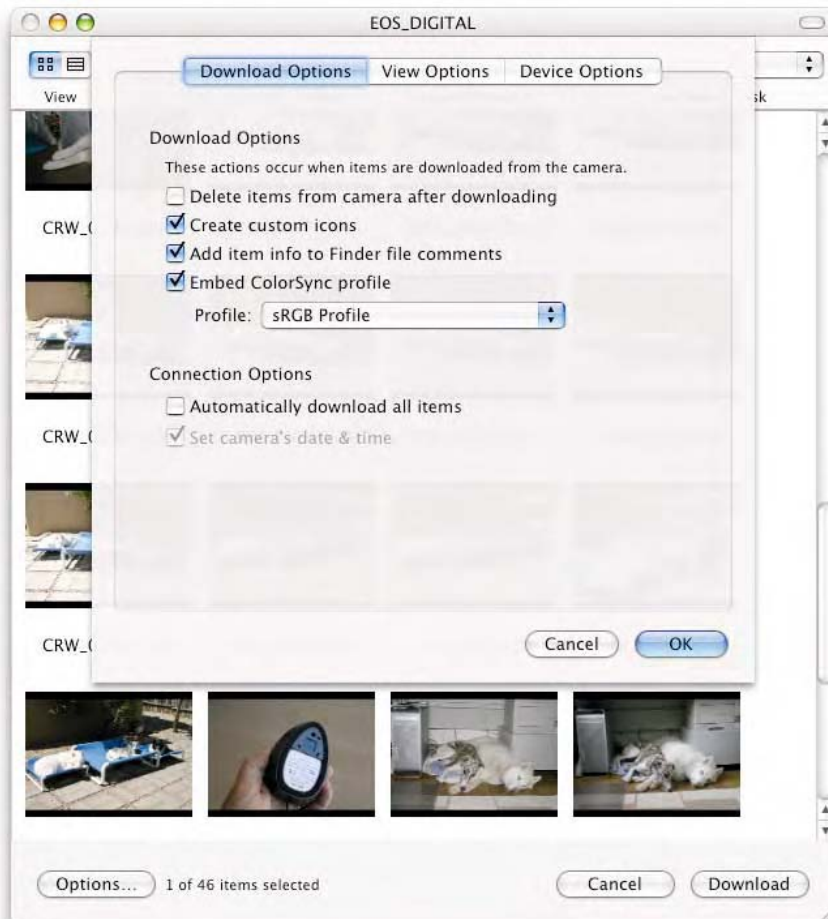 EOS_DIGITAL
View
sk
Download Options
View Options
Device Options
Download Options
These actions occur when items are downloaded from the camera.
Delete items from camera after downloading
Create custom icons
Add item info to Finder file comments
Embed ColorSync profile
Profile: sRGB Profile
Connection Options
Automatically download all items
Set camera's date & time
Cancel
OK
CRW_0
CRW_0
CRW_0
Options...
1 of 46 items selected
Cancel
Download